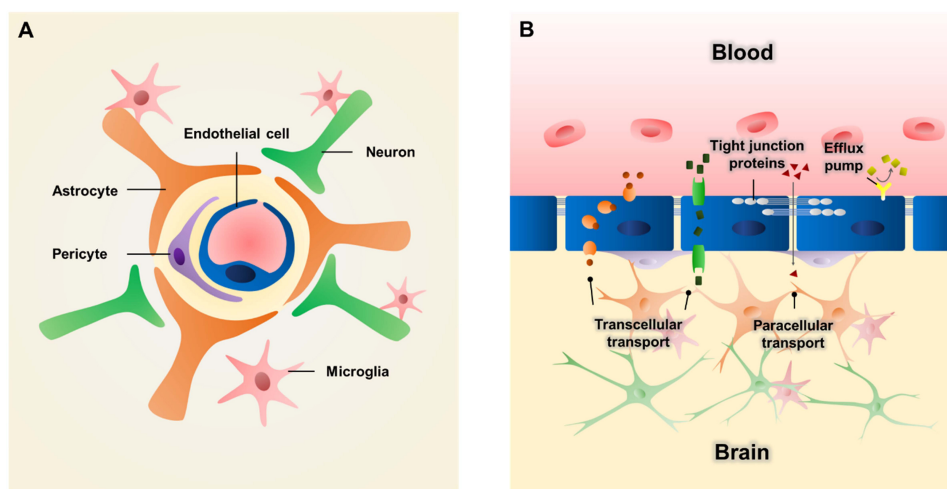 A
Endothelial cell
Neuron
Astrocyte
Pericyte
Microglia
B
Blood
Tight junction
proteins
Efflux
pump
Transcellular
transport
Paracellular
transport
Brain